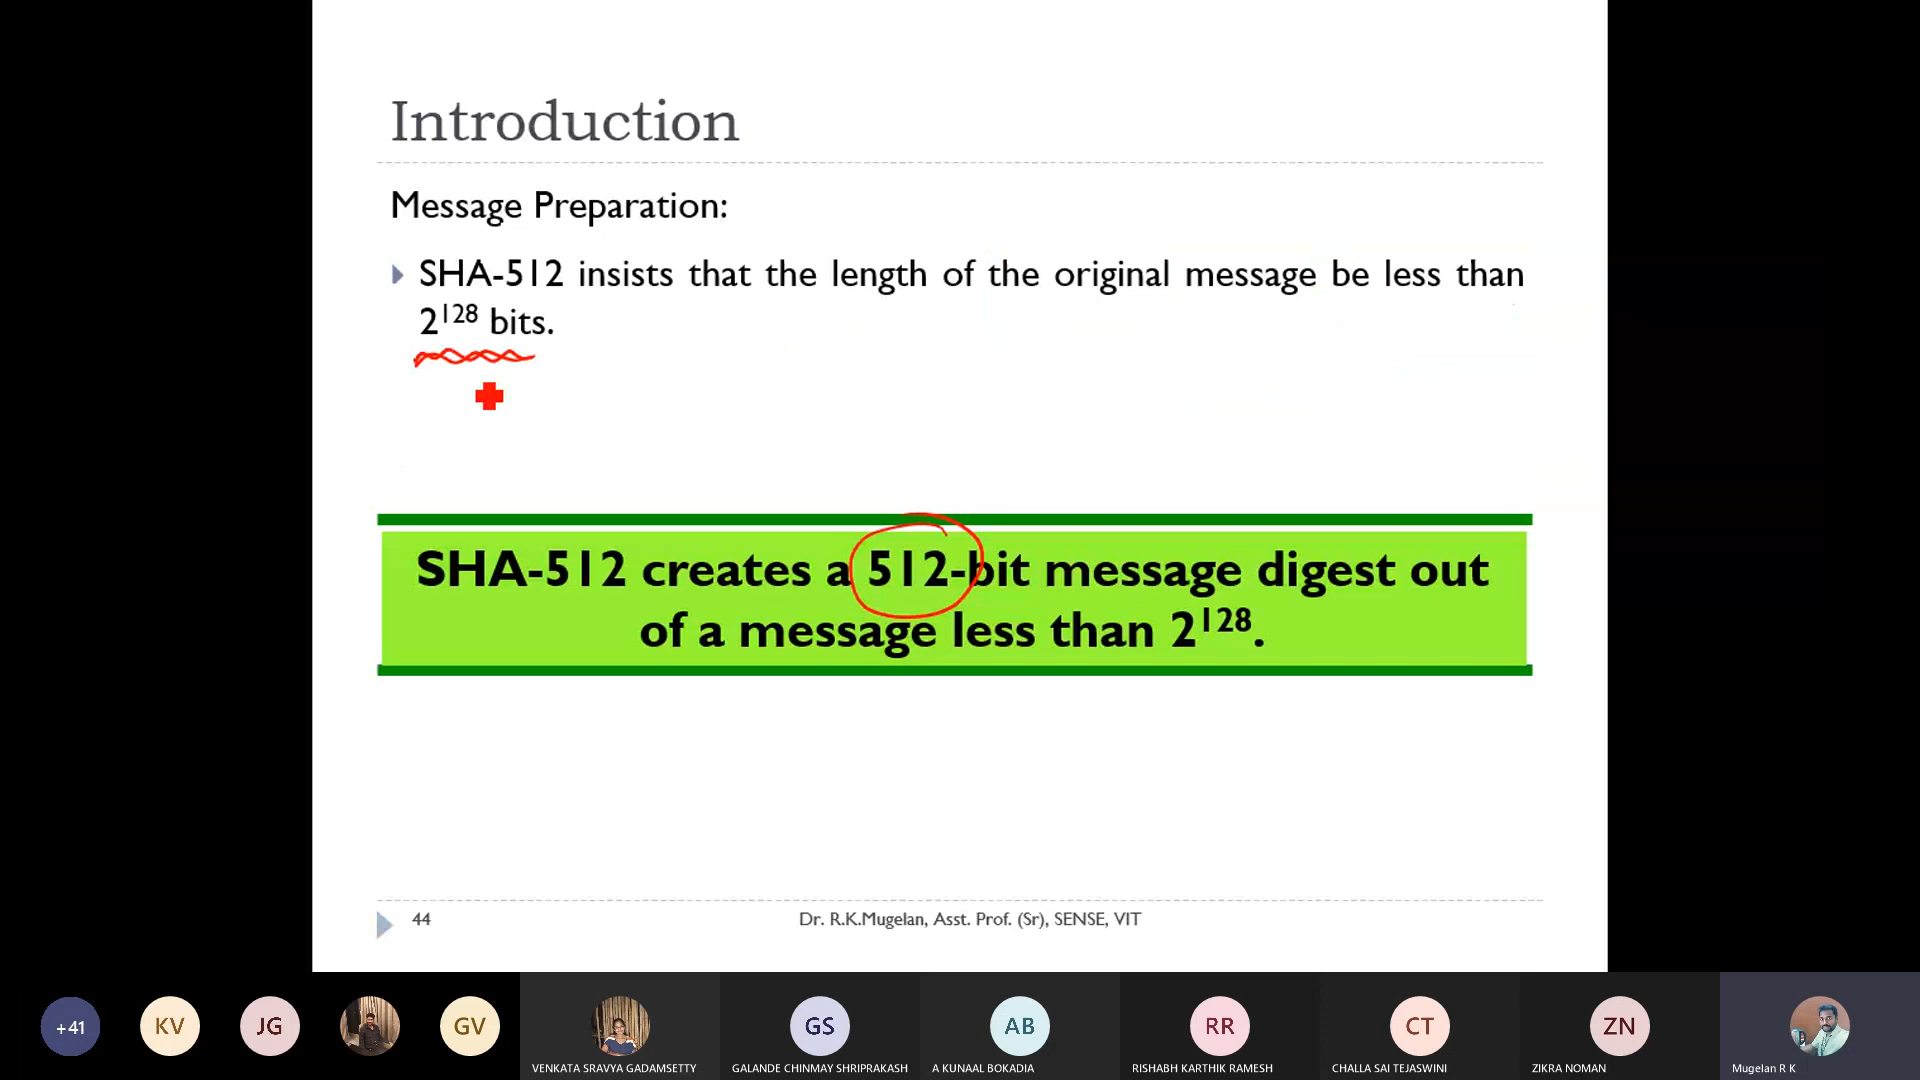 Introduction
Message Preparation:
SHA-512 insists that the length of the original message be less than
2¹²⁸ bits.
SHA-512 creates a 512-bit message digest out
of a message less than 2¹²⁸.
44
Dr. R.K.Mugelan, Asst. Prof. (Sr), SENSE, VIT
+41
KV
JG
GV
GS
AB
RR
CT
ZN
VENKATA SRAVYA GADAMSETTY
GALANDE CHINMAY SHRIPRAKASH
A KUNAAL BOKADIA
RISHABH KARTHIK RAMESH
CHALLA SAI TEJASWINI
ZIKRA NOMAN
Mugelan R K